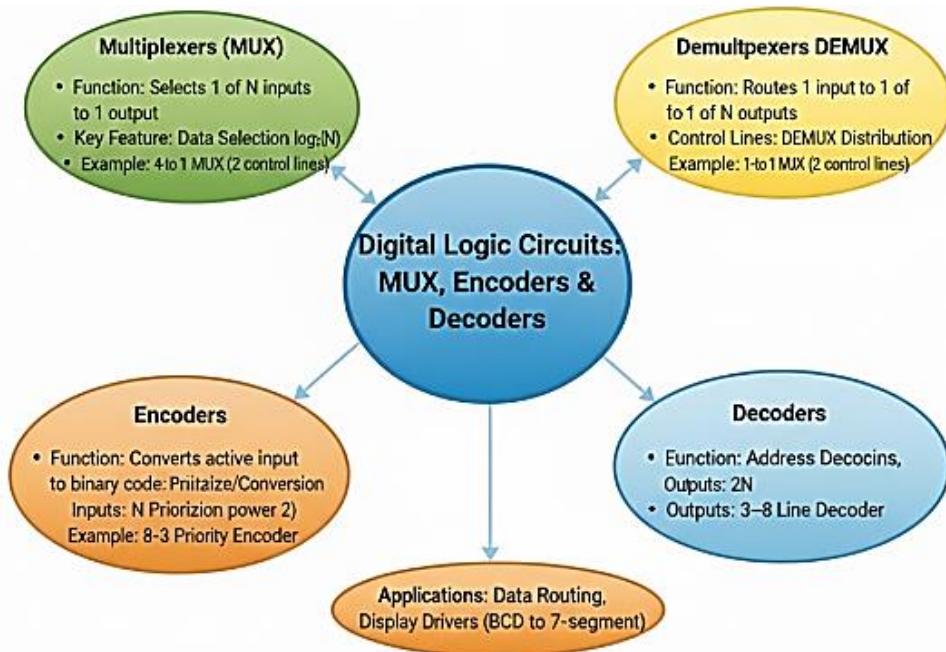 Multiplexers (MUX)
• Function: Selects 1 of N inputs
to 1 output
• Key Feature: Data Selection log₂(N)
• Example: 4-to 1 MUX (2 control lines)
Demultpexers DEMUX
• Function: Routes 1 input to 1 of
to 1 of N outputs
• Control Lines: DEMUX Distribution
Example: 1-to 1 MUX (2 control lines)
Digital Logic Circuits:
MUX, Encoders &
Decoders
Encoders
• Function: Converts active input
to binary code: Priitaize/Conversion
Inputs: N Priorizion power 2)
Example: 8-3 Priority Encoder
Decoders
• Eunction: Address Decocins,
Outputs: 2N
• Outputs: 3–8 Line Decoder
Applications: Data Routing,
Display Drivers (BCD to 7-segment)